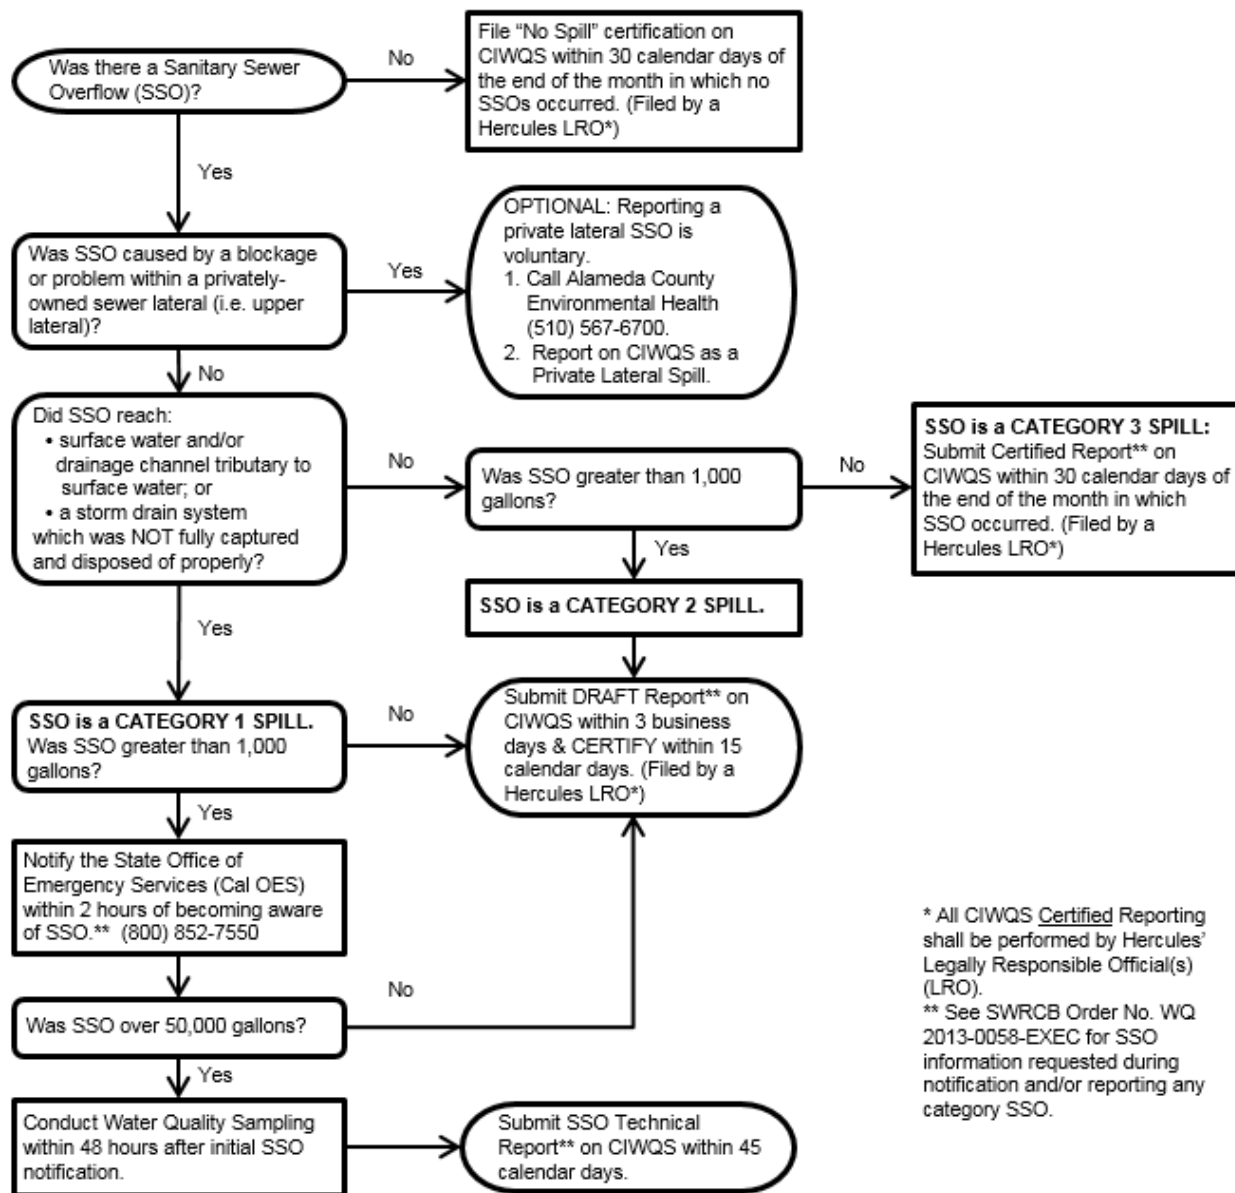 Was there a Sanitary Sewer
Overflow (SSO)?
No
File “No Spill” certification on
CIWQS within 30 calendar days of
the end of the month in which no
SSOs occurred. (Filed by a
Hercules LRO*)
Yes
Was SSO caused by a blockage
or problem within a privately-
owned sewer lateral (i.e. upper
lateral)?
Yes
OPTIONAL: Reporting a
private lateral SSO is
voluntary.
1. Call Alameda County
Environmental Health
(510) 567-6700.
2. Report on CIWQS as a
Private Lateral Spill.
No
Did SSO reach:
• surface water and/or
drainage channel tributary to
surface water; or
• a storm drain system
which was NOT fully captured
and disposed of properly?
No
Was SSO greater than 1,000
gallons?
No
SSO is a CATEGORY 3 SPILL:
Submit Certified Report** on
CIWQS within 30 calendar days of
the end of the month in which
SSO occurred. (Filed by a
Hercules LRO*)
Yes
SSO is a CATEGORY 2 SPILL.
Yes
SSO is a CATEGORY 1 SPILL.
Was SSO greater than 1,000
gallons?
No
Submit DRAFT Report** on
CIWQS within 3 business
days & CERTIFY within 15
calendar days. (Filed by a
Hercules LRO*)
Yes
Notify the State Office of
Emergency Services (Cal OES)
within 2 hours of becoming aware
of SSO.** (800) 852-7550
Was SSO over 50,000 gallons?
No
Yes
Conduct Water Quality Sampling
within 48 hours after initial SSO
notification.
Submit SSO Technical
Report** on CIWQS within 45
calendar days.
* All CIWQS Certified Reporting
shall be performed by Hercules’
Legally Responsible Official(s)
(LRO).
** See SWRCB Order No. WQ
2013-0058-EXEC for SSO
information requested during
notification and/or reporting any
category SSO.